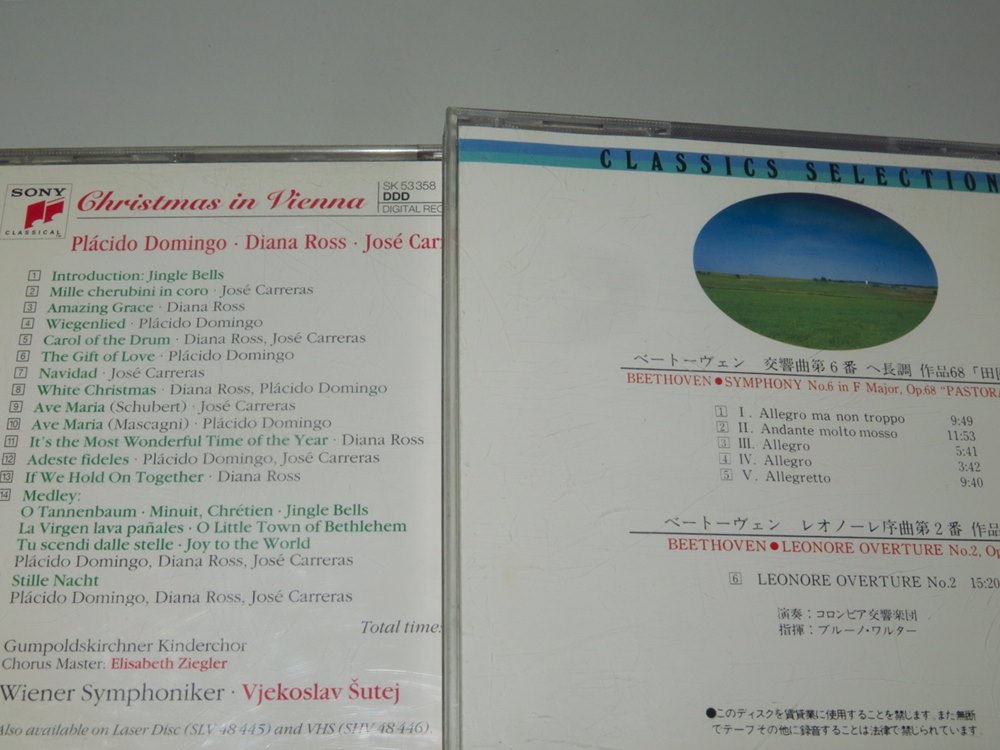 SONY
CLASSICAL
Christmas in Vienna
SK 53358
DDD
DIGITAL REC
Plácido Domingo · Diana Ross · José Carr
1 Introduction: Jingle Bells
2 Mille cherubini in coro · José Carreras
3 Amazing Grace · Diana Ross
4 Wiegenlied · Plácido Domingo
5 Carol of the Drum · Diana Ross, José Carreras
6 The Gift of Love · Plácido Domingo
7 Navidad · José Carreras
8 White Christmas · Diana Ross, Plácido Domingo
9 Ave Maria (Schubert) · José Carreras
10 Ave Maria (Mascagni) · Plácido Domingo
11 It's the Most Wonderful Time of the Year · Diana Ross
12 Adeste fideles · Plácido Domingo, José Carreras
13 If We Hold On Together · Diana Ross
14 Medley:
O Tannenbaum · Minuit, Chrétien · Jingle Bells
La Virgen lava pañales · O Little Town of Bethlehem
Tu scendi dalle stelle · Joy to the World
Plácido Domingo, Diana Ross, José Carreras
Stille Nacht
Plácido Domingo, Diana Ross, José Carreras
Total time:
Gumpoldskirchner Kinderchor
Chorus Master: Elisabeth Ziegler
Wiener Symphoniker · Vjekoslav Šutej
Also available on Laser Disc (SLV 48 445) and VHS (SHV 48 446)
CLASSICS SELECTION
ベートーヴェン 交響曲第6番 ヘ長調 作品68「田園
BEETHOVEN●SYMPHONY No.6 in F Major, Op.68 "PASTORA
1 I. Allegro ma non troppo 9:49
2 II. Andante molto mosso 11:53
3 III. Allegro 5:41
4 IV. Allegro 3:42
5 V. Allegretto 9:40
ベートーヴェン レオノーレ序曲第2番 作品
BEETHOVEN●LEONORE OVERTURE No.2, Op
6 LEONORE OVERTURE No.2 15:20
演奏：コロンビア交響楽団
指揮：ブルーノ・ワルター
●このディスクを賃貸業に使用することを禁じます。また無断
でテープその他に録音することは法律で禁じられています。